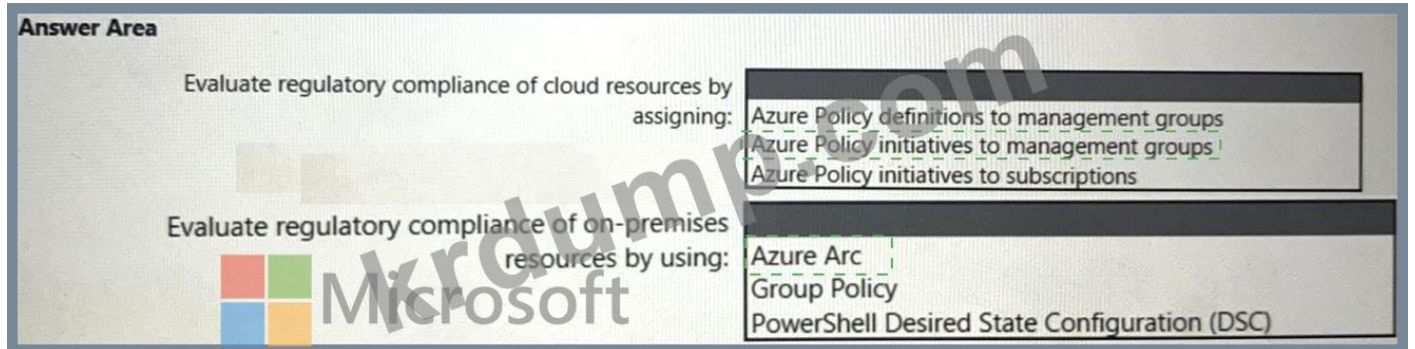 Answer Area
Evaluate regulatory compliance of cloud resources by
assigning:
Azure Policy definitions to management groups
Azure Policy initiatives to management groups
Azure Policy initiatives to subscriptions
Evaluate regulatory compliance of on-premises
resources by using:
Azure Arc
Group Policy
PowerShell Desired State Configuration (DSC)
Microsoft
krdump.com